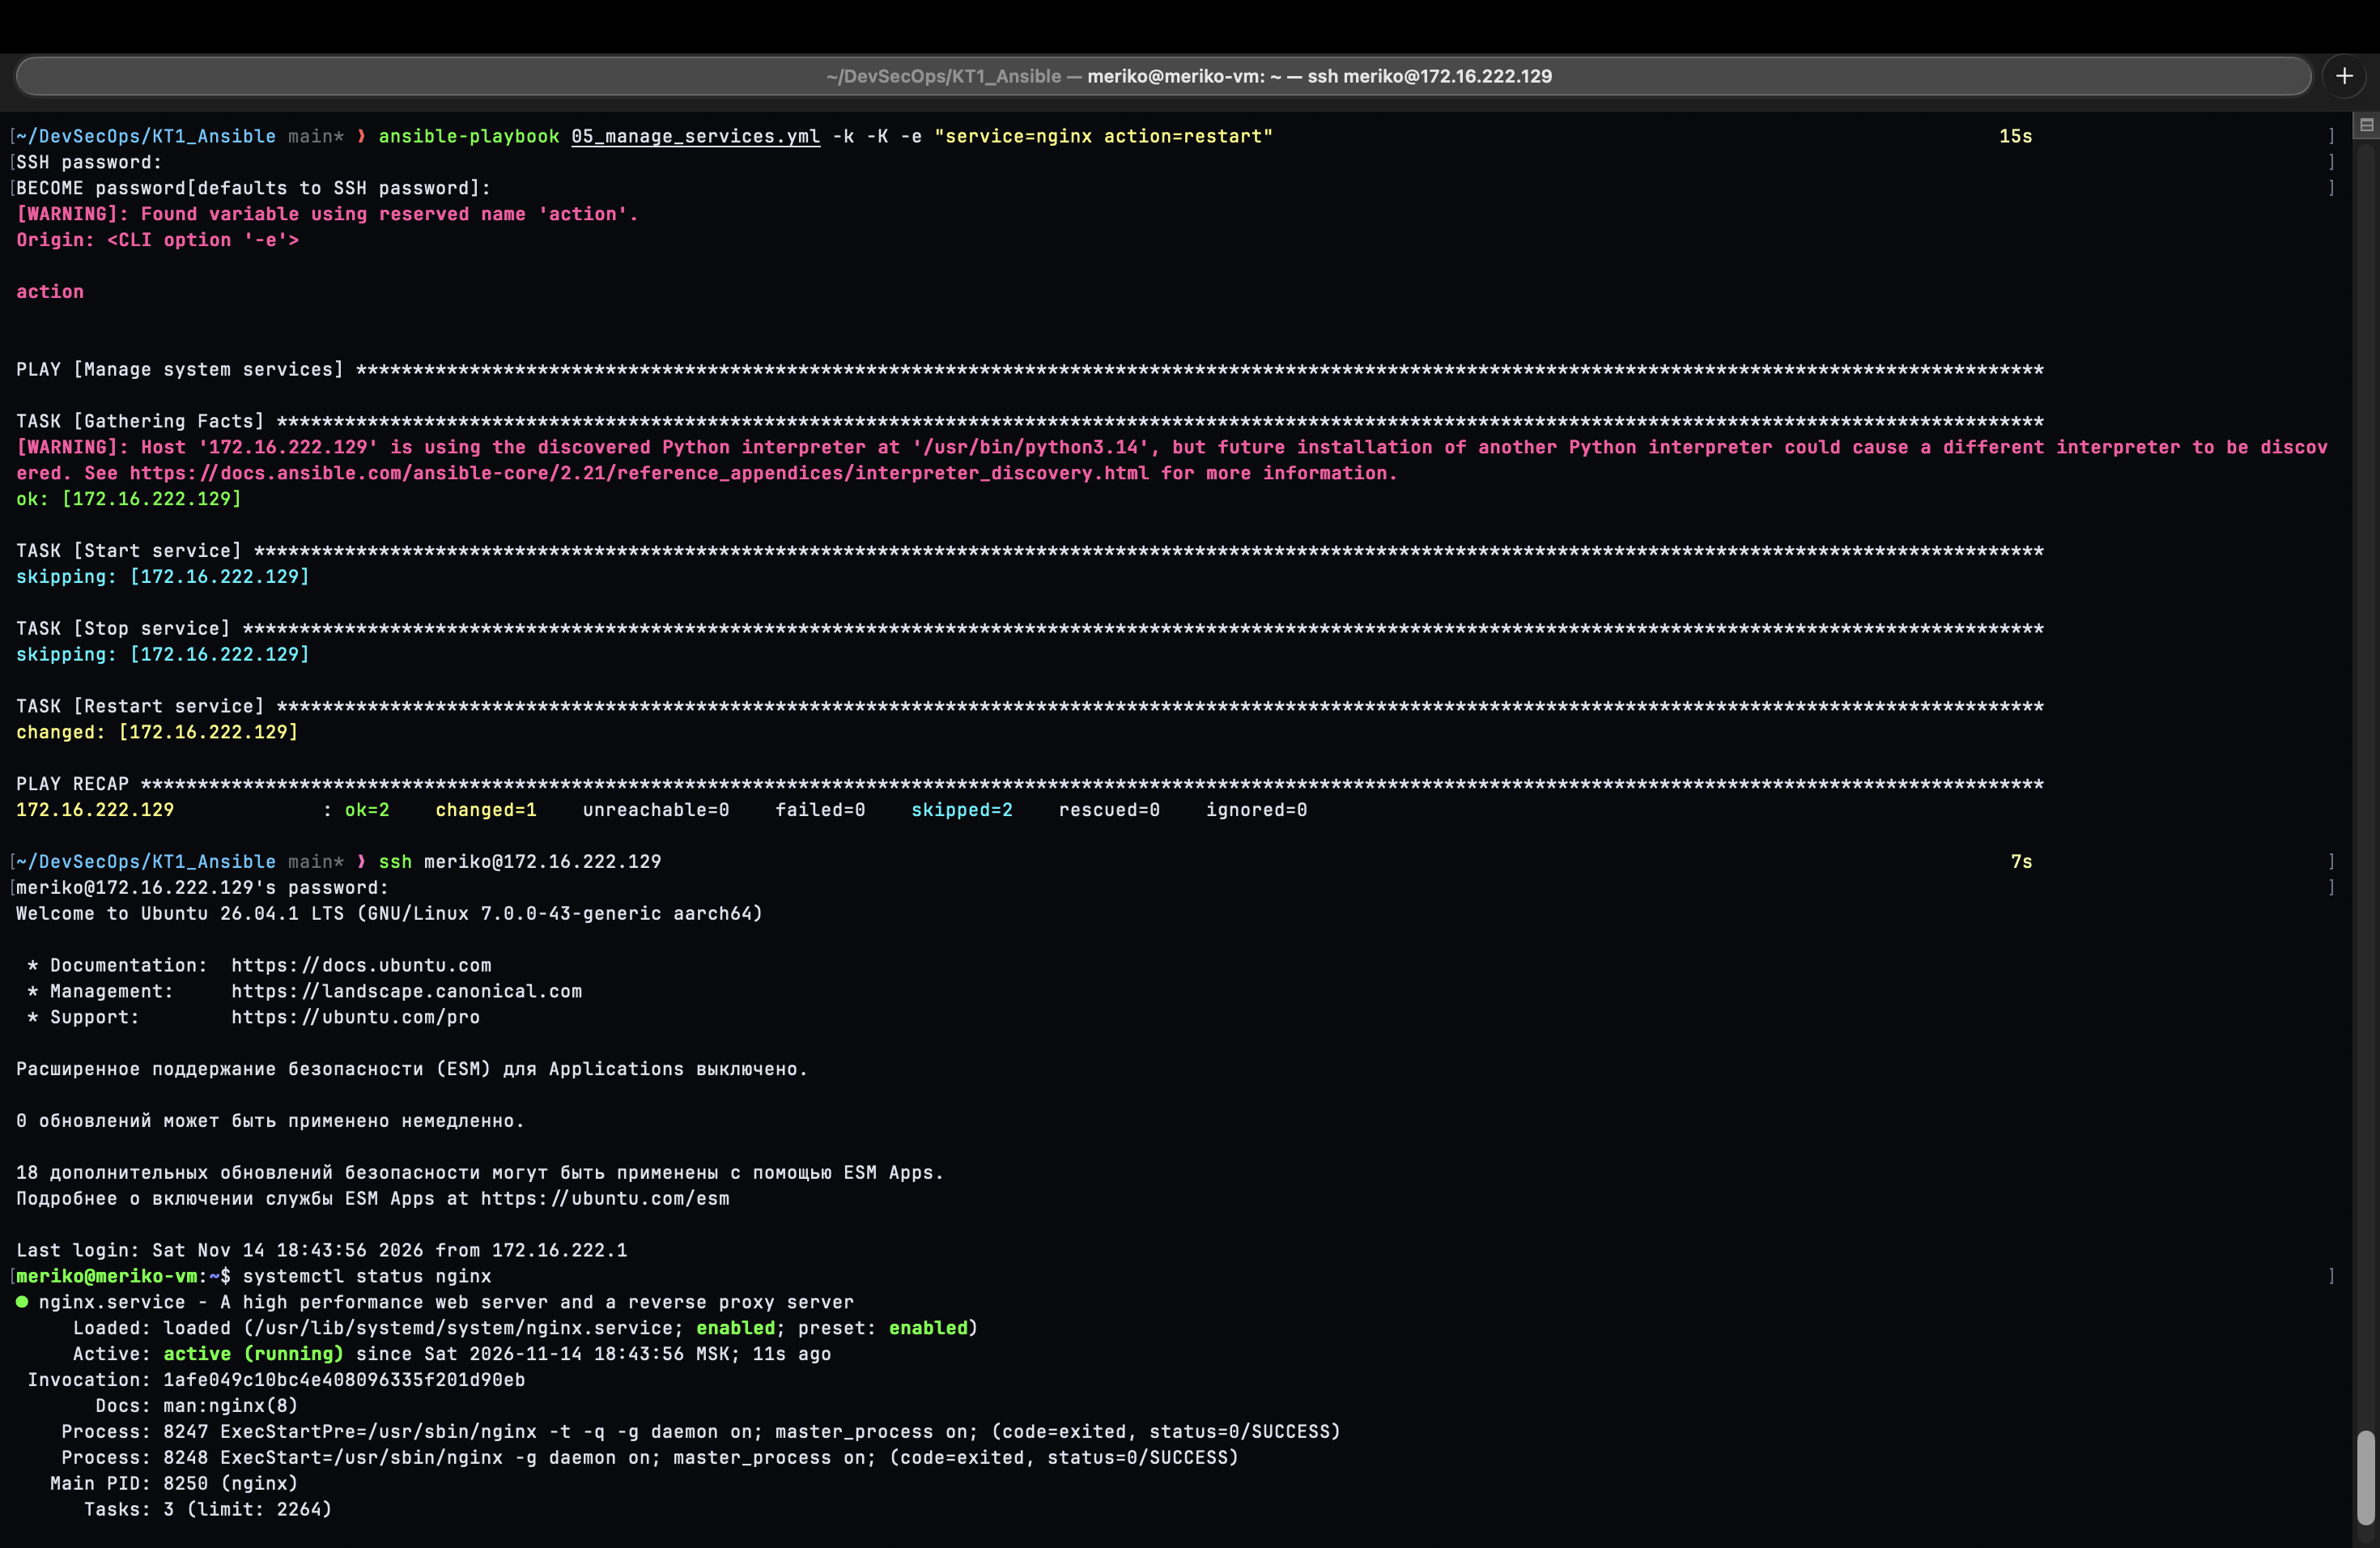 ~/DevSecOps/KT1_Ansible — meriko@meriko-vm: ~ — ssh meriko@172.16.222.129
[~/DevSecOps/KT1_Ansible main* ❯ ansible-playbook 05_manage_services.yml -k -K -e "service=nginx action=restart" 15s ]
[SSH password: ]
[BECOME password[defaults to SSH password]: ]
[WARNING]: Found variable using reserved name 'action'.
Origin: <CLI option '-e'>
action
PLAY [Manage system services] *****************************************************************************************************************************************************
TASK [Gathering Facts] ************************************************************************************************************************************************************
[WARNING]: Host '172.16.222.129' is using the discovered Python interpreter at '/usr/bin/python3.14', but future installation of another Python interpreter could cause a different interpreter to be discov
ered. See https://docs.ansible.com/ansible-core/2.21/reference_appendices/interpreter_discovery.html for more information.
ok: [172.16.222.129]
TASK [Start service] **************************************************************************************************************************************************************
skipping: [172.16.222.129]
TASK [Stop service] ***************************************************************************************************************************************************************
skipping: [172.16.222.129]
TASK [Restart service] ************************************************************************************************************************************************************
changed: [172.16.222.129]
PLAY RECAP ************************************************************************************************************************************************************************
172.16.222.129 : ok=2 changed=1 unreachable=0 failed=0 skipped=2 rescued=0 ignored=0
[~/DevSecOps/KT1_Ansible main* ❯ ssh meriko@172.16.222.129 7s ]
[meriko@172.16.222.129's password: ]
Welcome to Ubuntu 26.04.1 LTS (GNU/Linux 7.0.0-43-generic aarch64)
* Documentation: https://docs.ubuntu.com
* Management: https://landscape.canonical.com
* Support: https://ubuntu.com/pro
Расширенное поддержание безопасности (ESM) для Applications выключено.
0 обновлений может быть применено немедленно.
18 дополнительных обновлений безопасности могут быть применены с помощью ESM Apps.
Подробнее о включении службы ESM Apps at https://ubuntu.com/esm
Last login: Sat Nov 14 18:43:56 2026 from 172.16.222.1
[meriko@meriko-vm:~$ systemctl status nginx ]
● nginx.service - A high performance web server and a reverse proxy server
Loaded: loaded (/usr/lib/systemd/system/nginx.service; enabled; preset: enabled)
Active: active (running) since Sat 2026-11-14 18:43:56 MSK; 11s ago
Invocation: 1afe049c10bc4e408096335f201d90eb
Docs: man:nginx(8)
Process: 8247 ExecStartPre=/usr/sbin/nginx -t -q -g daemon on; master_process on; (code=exited, status=0/SUCCESS)
Process: 8248 ExecStart=/usr/sbin/nginx -g daemon on; master_process on; (code=exited, status=0/SUCCESS)
Main PID: 8250 (nginx)
Tasks: 3 (limit: 2264)